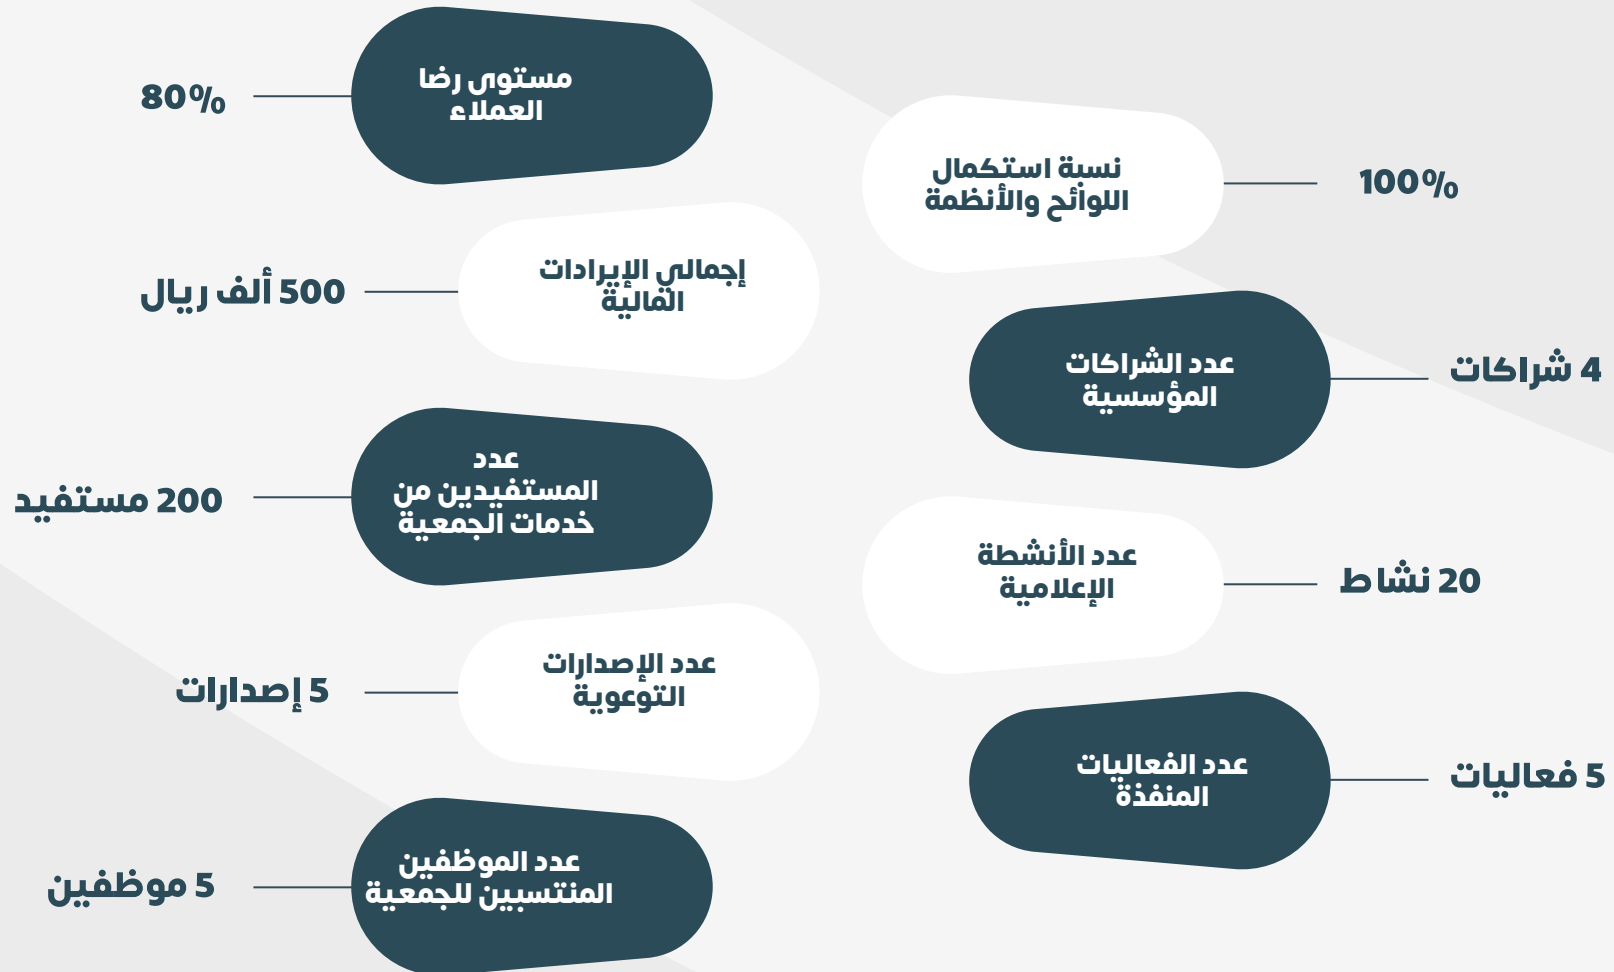 نسبة استكمال
اللوائح والأنظمة
100%
عدد الشراكات
المؤسسية
4 شراكات
عدد الأنشطة
الإعلامية
20 نشاط
عدد الفعاليات
المنفذة
5 فعاليات
مستوى رضا
العملاء
80%
إجمالي الإيرادات
المالية
500 ألف ريال
عدد
المستفيدين من
خدمات الجمعية
200 مستفيد
عدد الإصدارات
التوعوية
5 إصدارات
عدد الموظفين
المنتسبين للجمعية
5 موظفين